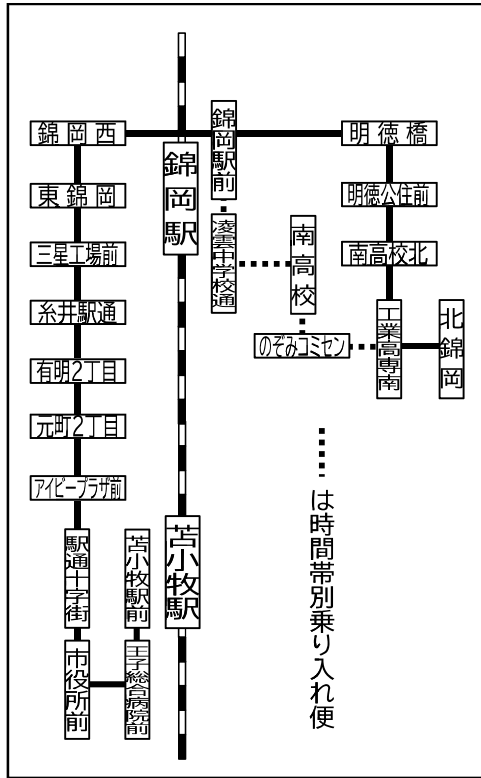 錦岡西
東錦岡
三星工場前
糸井駅通
有明2丁目
元町2丁目
アイビープラザ前
駅通十字街
市役所前
王子総合病院前
苫小牧駅前
錦岡駅
苫小牧駅
錦岡駅前
凌雲中学校通
南高校
のぞみコミセン
明徳橋
明徳公住前
南高校北
工業高専南
北錦岡
は時間帯別乗り入れ便